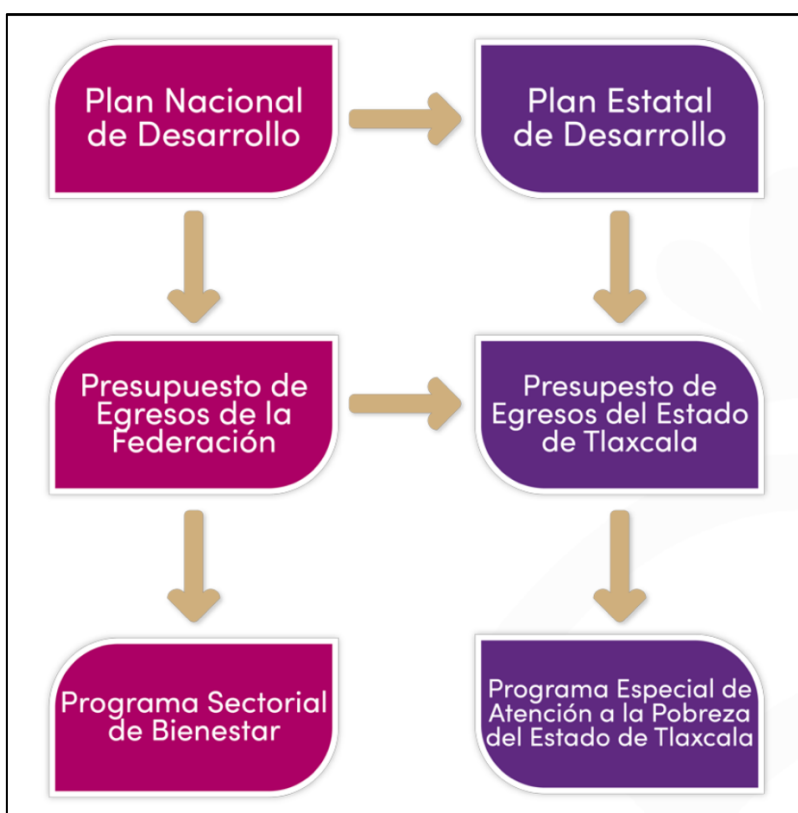 Plan Nacional
de Desarrollo
Plan Estatal
de Desarrollo
Presupuesto de
Egresos de la
Federación
Presupesto de
Egresos del Estado
de Tlaxcala
Programa Sectorial
de Bienestar
Programa Especial de
Atención a la Pobreza
del Estado de Tlaxcala